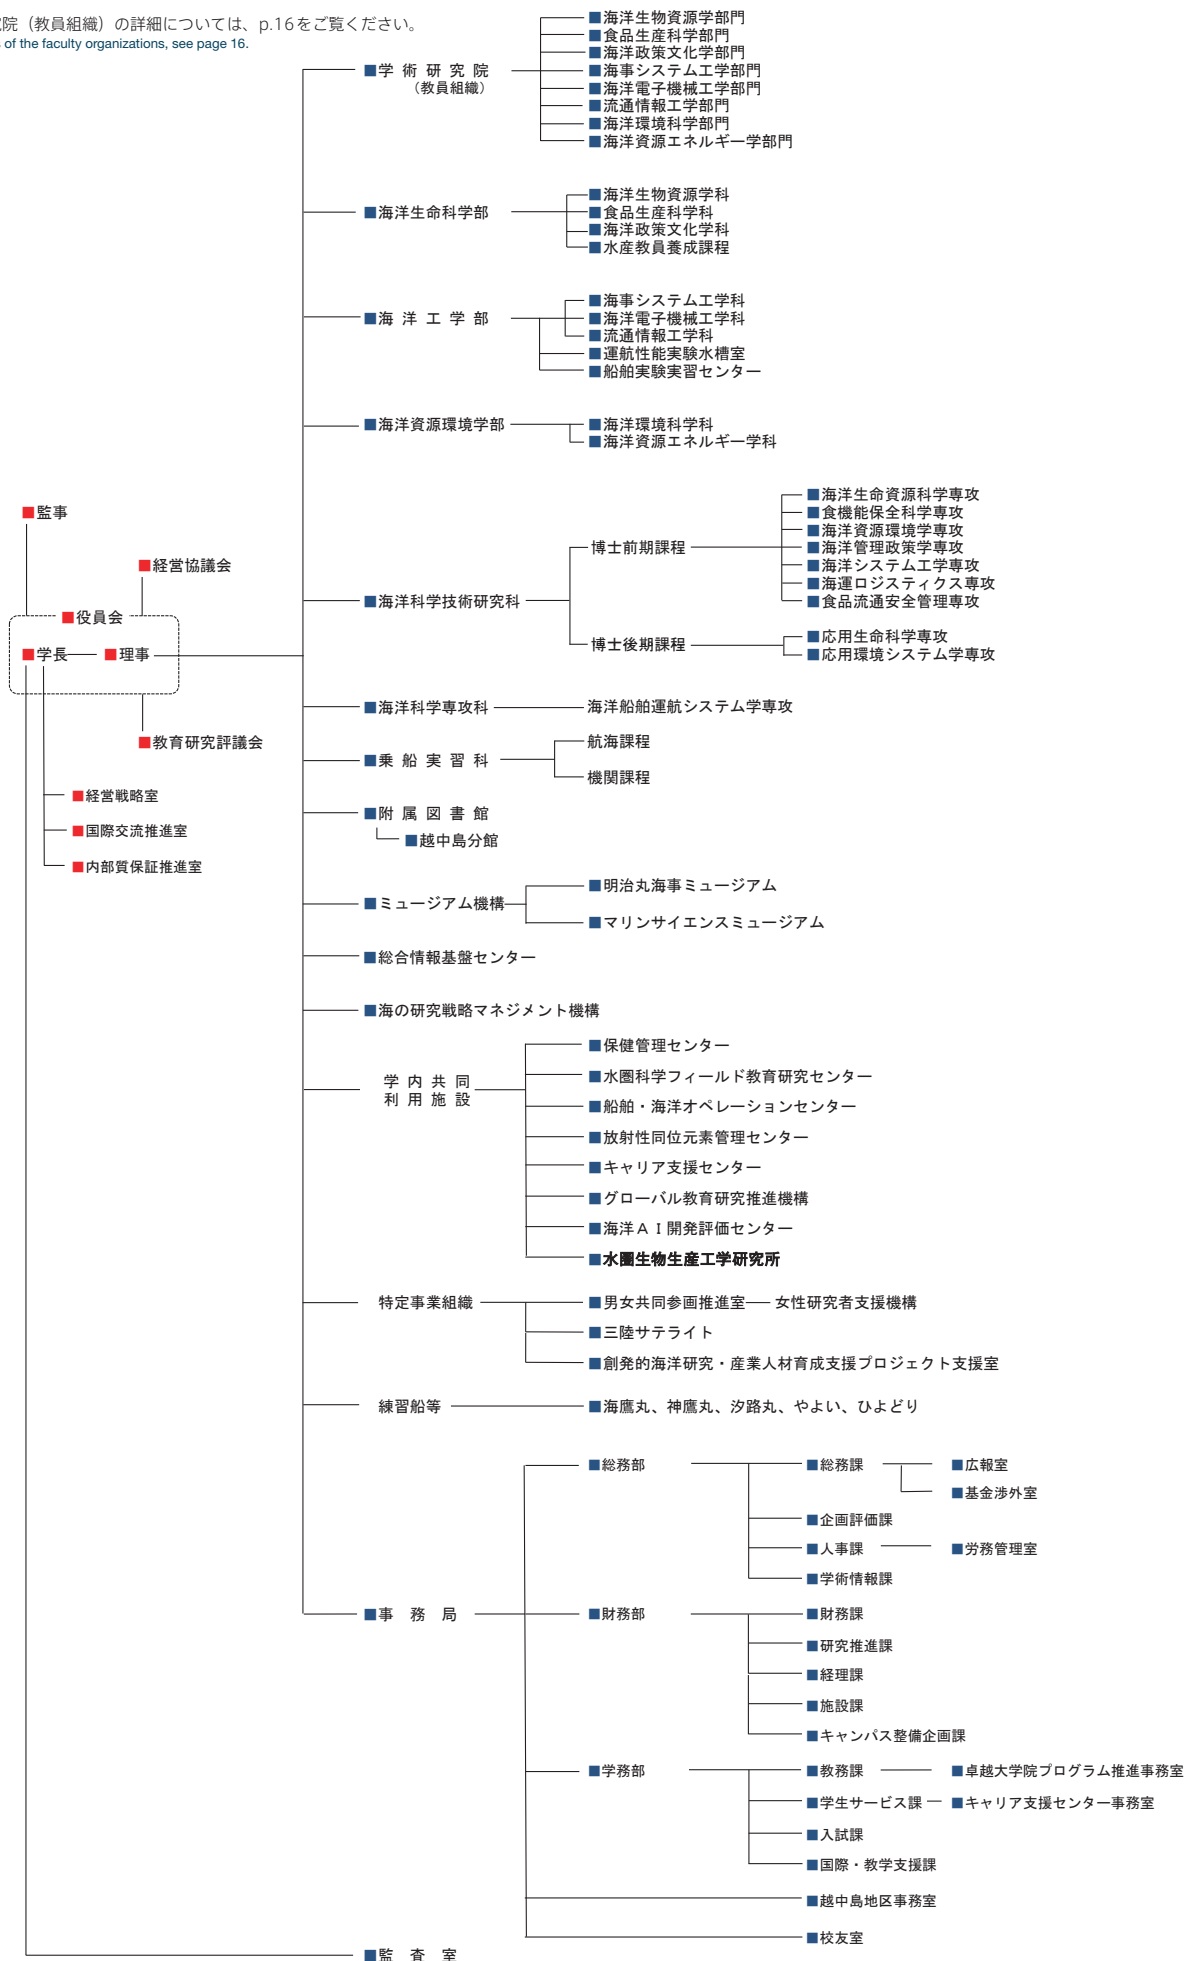 究院（教員組織）の詳細については、p.16をご覧ください。
s of the faculty organizations, see page 16.
■学術研究院
（教員組織）
■海洋生物資源学部門
■食品生産科学部門
■海洋政策文化学部門
■海事システム工学部門
■海洋電子機械工学部門
■流通情報工学部門
■海洋環境科学部門
■海洋資源エネルギー学部門
■海洋生命科学部
■海洋生物資源学科
■食品生産科学科
■海洋政策文化学科
■水産教員養成課程
■海洋工学部
■海事システム工学科
■海洋電子機械工学科
■流通情報工学科
■運航性能実験水槽室
■船舶実験実習センター
■海洋資源環境学部
■海洋環境科学科
■海洋資源エネルギー学科
■監事
■経営協議会
■役員会
■学長
■理事
■教育研究評議会
■経営戦略室
■国際交流推進室
■内部質保証推進室
■海洋科学技術研究科
博士前期課程
■海洋生命資源科学専攻
■食機能保全科学専攻
■海洋資源環境学専攻
■海洋管理政策学専攻
■海洋システム工学専攻
■海運ロジスティクス専攻
■食品流通安全管理専攻
博士後期課程
■応用生命科学専攻
■応用環境システム学専攻
■海洋科学専攻科
海洋船舶運航システム学専攻
■乗船実習科
航海課程
機関課程
■附属図書館
■越中島分館
■ミュージアム機構
■明治丸海事ミュージアム
■マリンサイエンスミュージアム
■総合情報基盤センター
■海の研究戦略マネジメント機構
学内共同
利用施設
■保健管理センター
■水圏科学フィールド教育研究センター
■船舶・海洋オペレーションセンター
■放射性同位元素管理センター
■キャリア支援センター
■グローバル教育研究推進機構
■海洋ＡＩ開発評価センター
■水圏生物生産工学研究所
特定事業組織
■男女共同参画推進室 女性研究者支援機構
■三陸サテライト
■創発的海洋研究・産業人材育成支援プロジェクト支援室
練習船等
■海鷹丸、神鷹丸、汐路丸、やよい、ひよどり
■事務局
■総務部
■総務課
■広報室
■基金渉外室
■企画評価課
■人事課
■労務管理室
■学術情報課
■財務部
■財務課
■研究推進課
■経理課
■施設課
■キャンパス整備企画課
■学務部
■教務課
■卓越大学院プログラム推進事務室
■学生サービス課
■キャリア支援センター事務室
■入試課
■国際・教学支援課
■越中島地区事務室
■校友室
■監査室